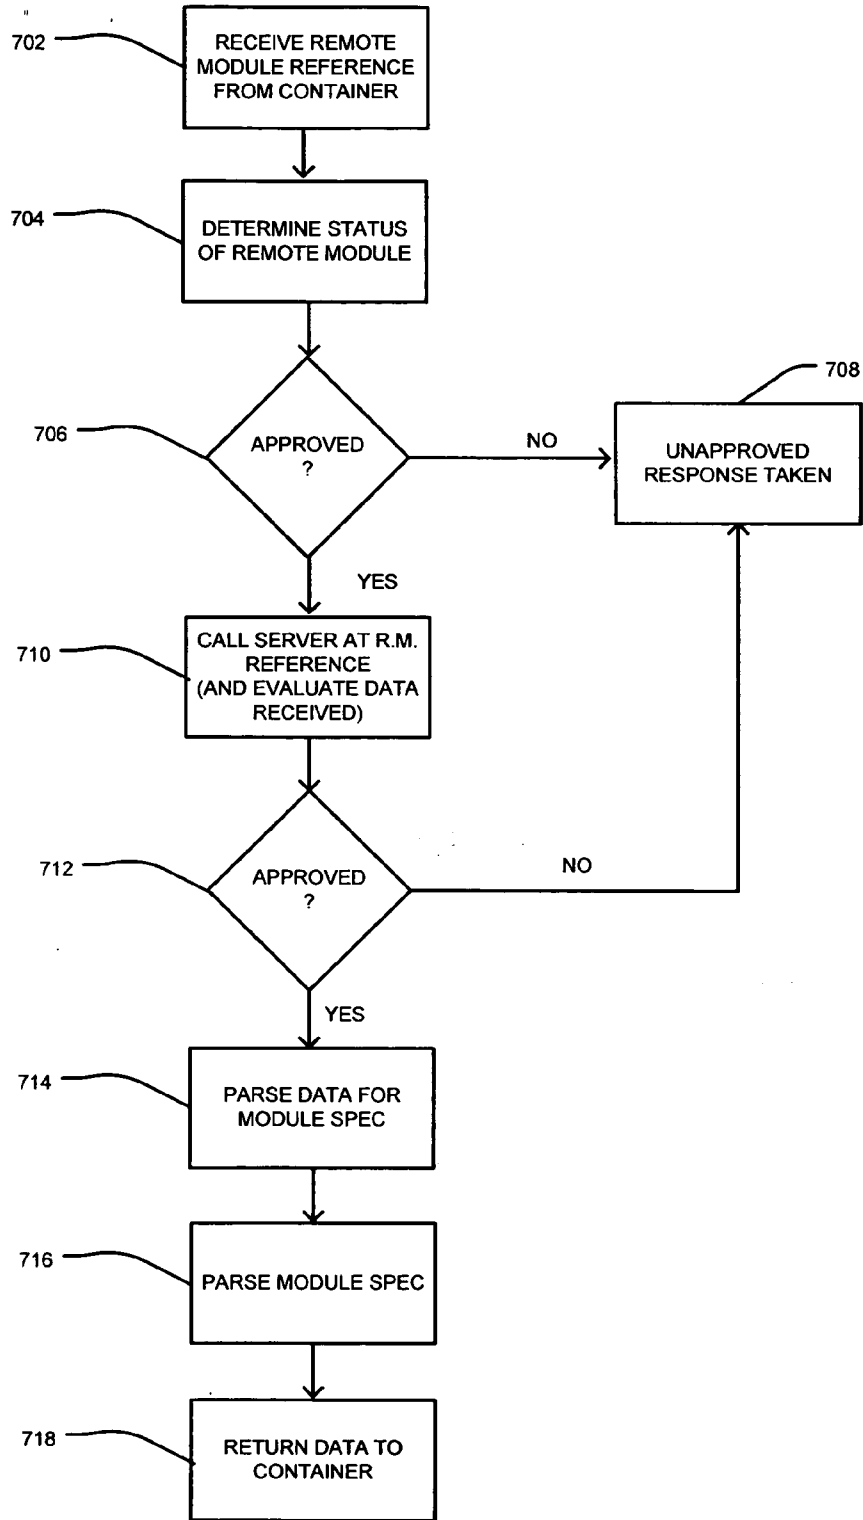 702
RECEIVE REMOTE
MODULE REFERENCE
FROM CONTAINER
704
DETERMINE STATUS
OF REMOTE MODULE
708
706
APPROVED
?
NO
UNAPPROVED
RESPONSE TAKEN
YES
710
CALL SERVER AT R.M.
REFERENCE
(AND EVALUATE DATA
RECEIVED)
712
APPROVED
?
NO
YES
714
PARSE DATA FOR
MODULE SPEC
716
PARSE MODULE SPEC
718
RETURN DATA TO
CONTAINER